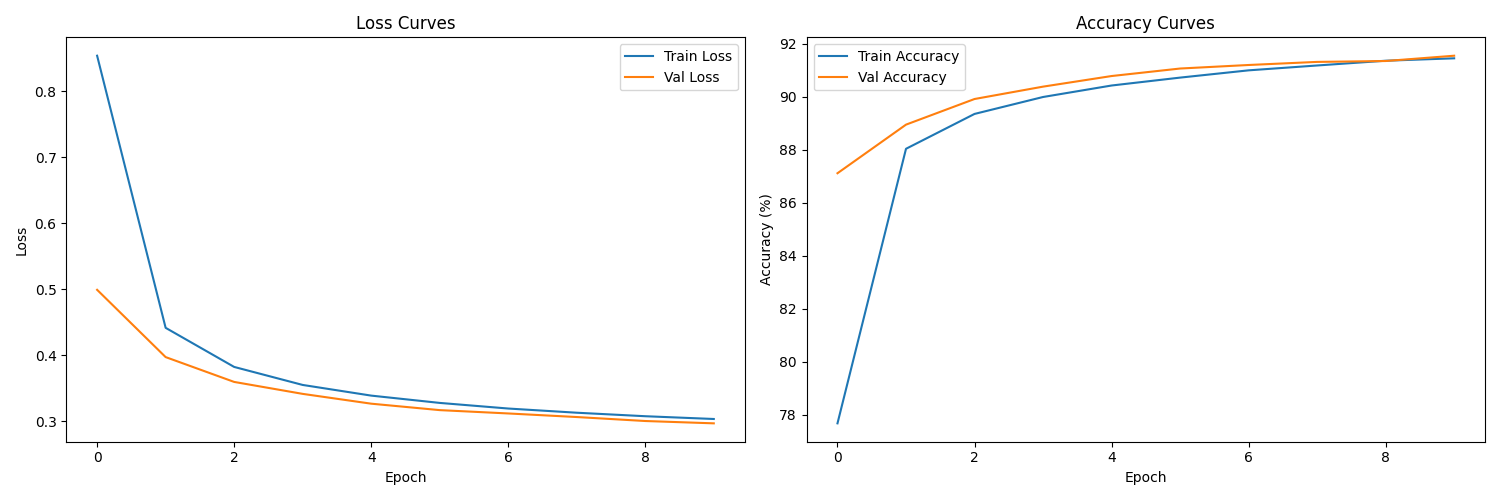 Loss Curves
Train Loss
Val Loss
Loss
0.8
0.7
0.6
0.5
0.4
0.3
0 2 4 6 8
Epoch
Accuracy Curves
Train Accuracy
Val Accuracy
Accuracy (%)
92
90
88
86
84
82
80
78
0 2 4 6 8
Epoch